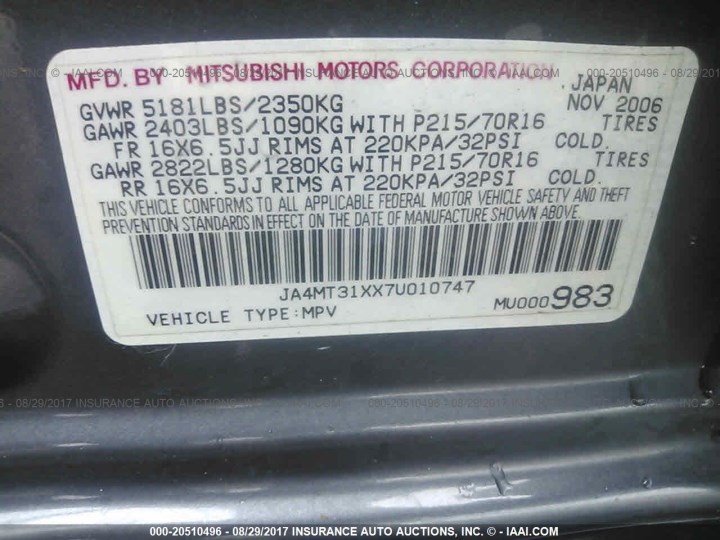 MFD. BY MITSUBISHI MOTORS CORPORATION
JAPAN
GVWR 5181LBS/2350KG NOV 2006
GAWR 2403LBS/1090KG WITH P215/70R16 TIRES
FR 16X6.5JJ RIMS AT 220KPA/32PSI COLD.
GAWR 2822LBS/1280KG WITH P215/70R16 TIRES
RR 16X6.5JJ RIMS AT 220KPA/32PSI COLD.
THIS VEHICLE CONFORMS TO ALL APPLICABLE FEDERAL MOTOR VEHICLE SAFETY AND THEFT
PREVENTION STANDARDS IN EFFECT ON THE DATE OF MANUFACTURE SHOWN ABOVE.
JA4MT31XX7U010747
VEHICLE TYPE:MPV MU000983
000-20510496 - 08/29/2017 INSURANCE AUTO AUCTIONS, INC. © - IAAI.COM